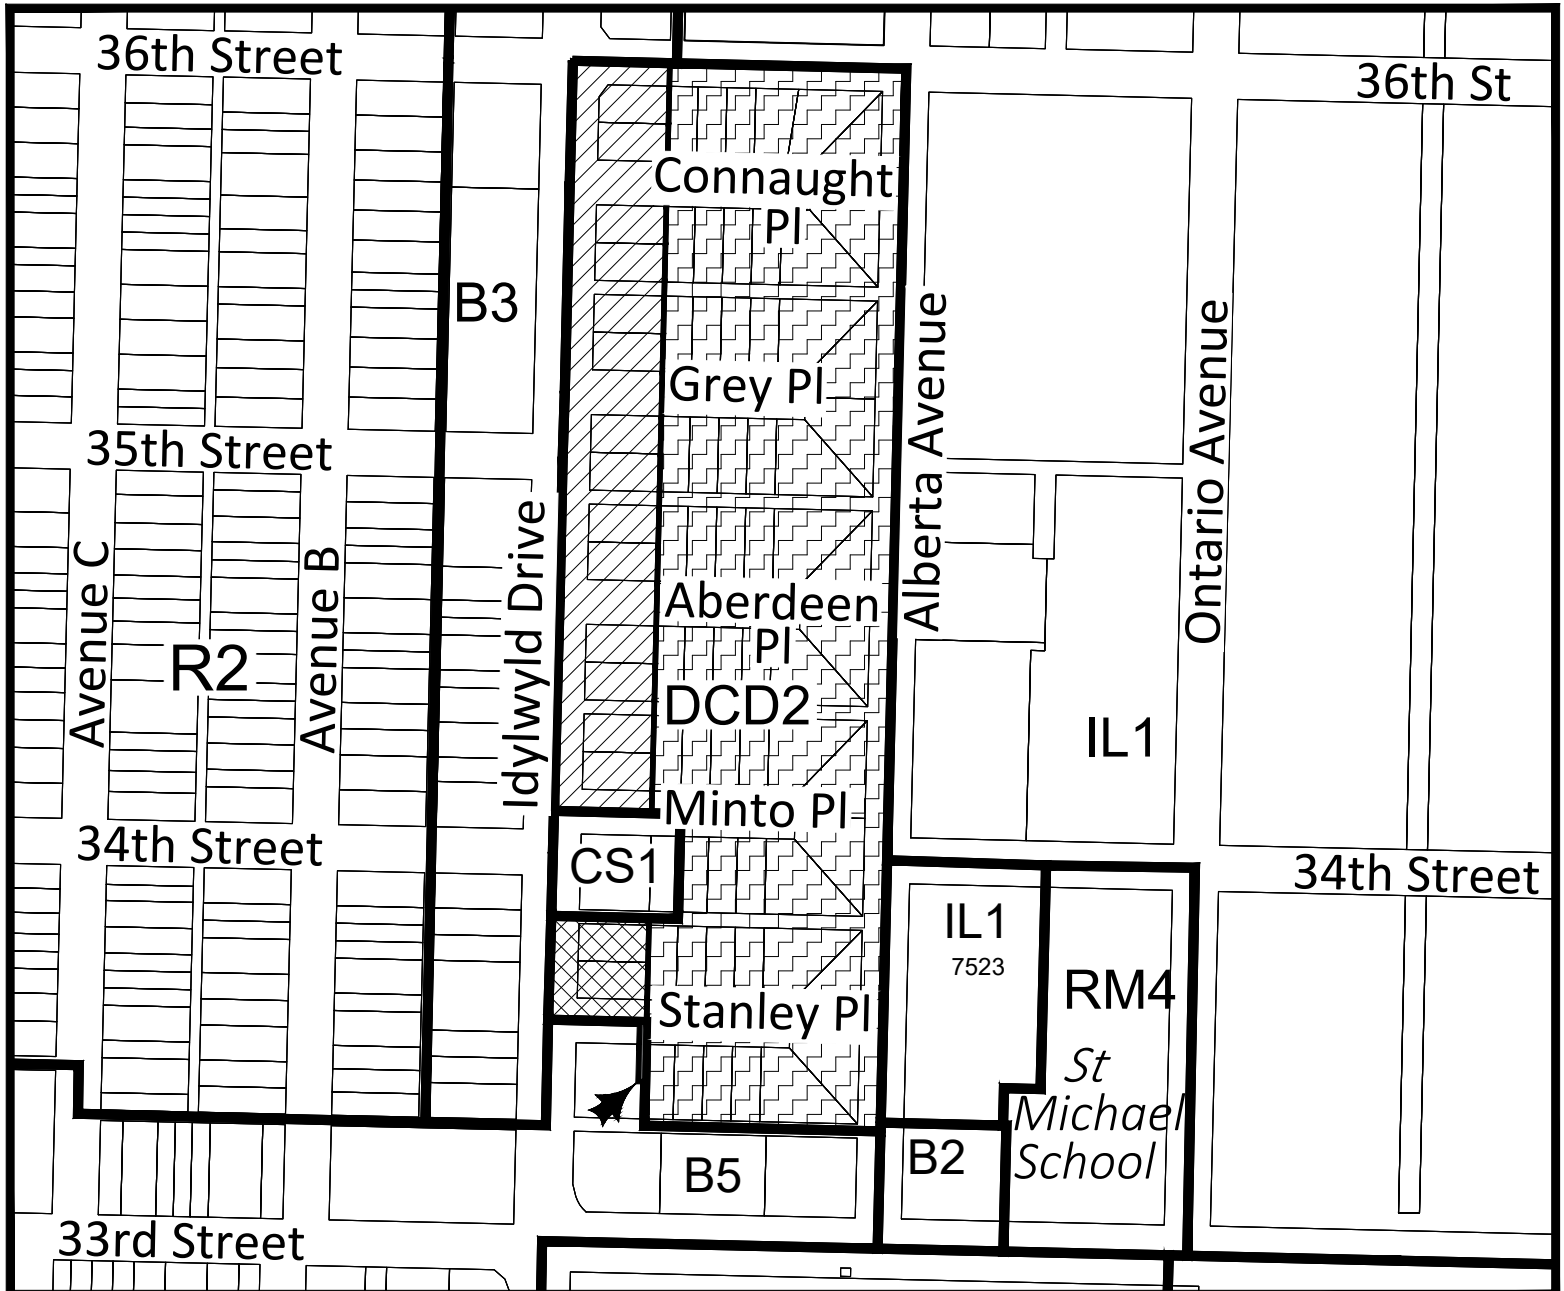 36th Street
36th St
Connaught
Pl
B3
Grey Pl
Alberta Avenue
Ontario Avenue
35th Street
Avenue C
Avenue B
Idylwyld Drive
Aberdeen
Pl
R2
DCD2
IL1
Minto Pl
34th Street
CS1
34th Street
IL1
7523
RM4
Stanley Pl
St
Michael
School
B5
B2
33rd Street